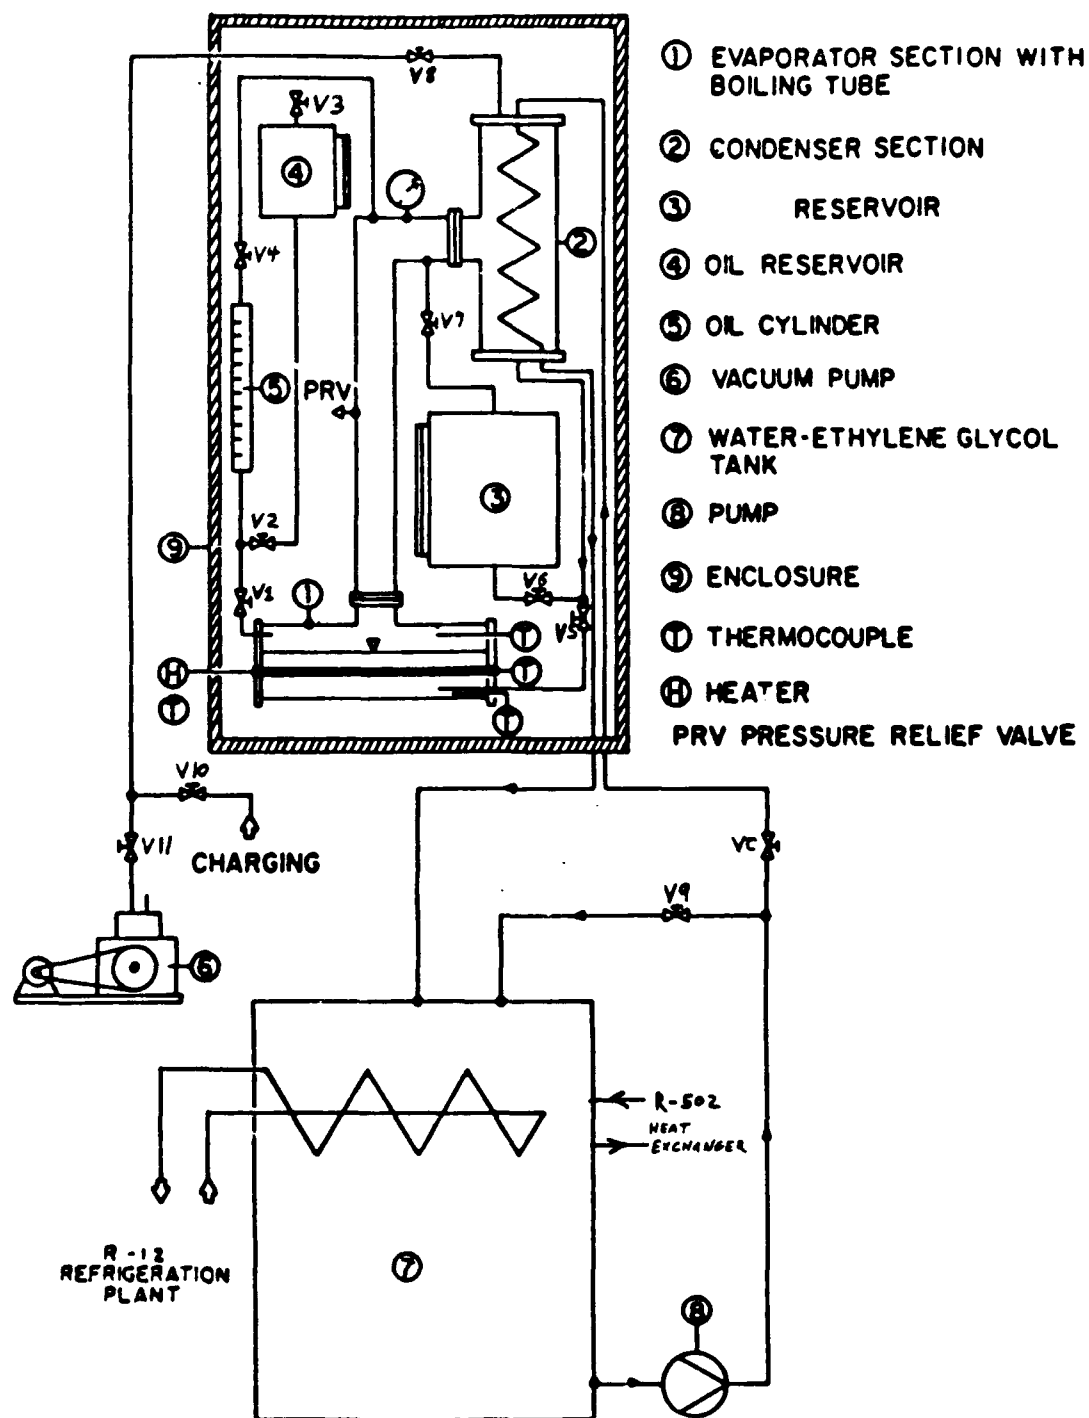 V8
V3
④
V4
②
V7
⑤
PRV
③
V2
⑨
V1
①
V6
V5
Ⓣ
Ⓗ
Ⓣ
Ⓣ
Ⓣ
V10
V11
CHARGING
VC
V9
⑥
R-502
HEAT
EXCHANGER
R-12
REFRIGERATION
PLANT
⑦
⑧
① EVAPORATOR SECTION WITH
BOILING TUBE
② CONDENSER SECTION
③ RESERVOIR
④ OIL RESERVOIR
⑤ OIL CYLINDER
⑥ VACUUM PUMP
⑦ WATER-ETHYLENE GLYCOL
TANK
⑧ PUMP
⑨ ENCLOSURE
Ⓣ THERMOCOUPLE
Ⓗ HEATER
PRV PRESSURE RELIEF VALVE